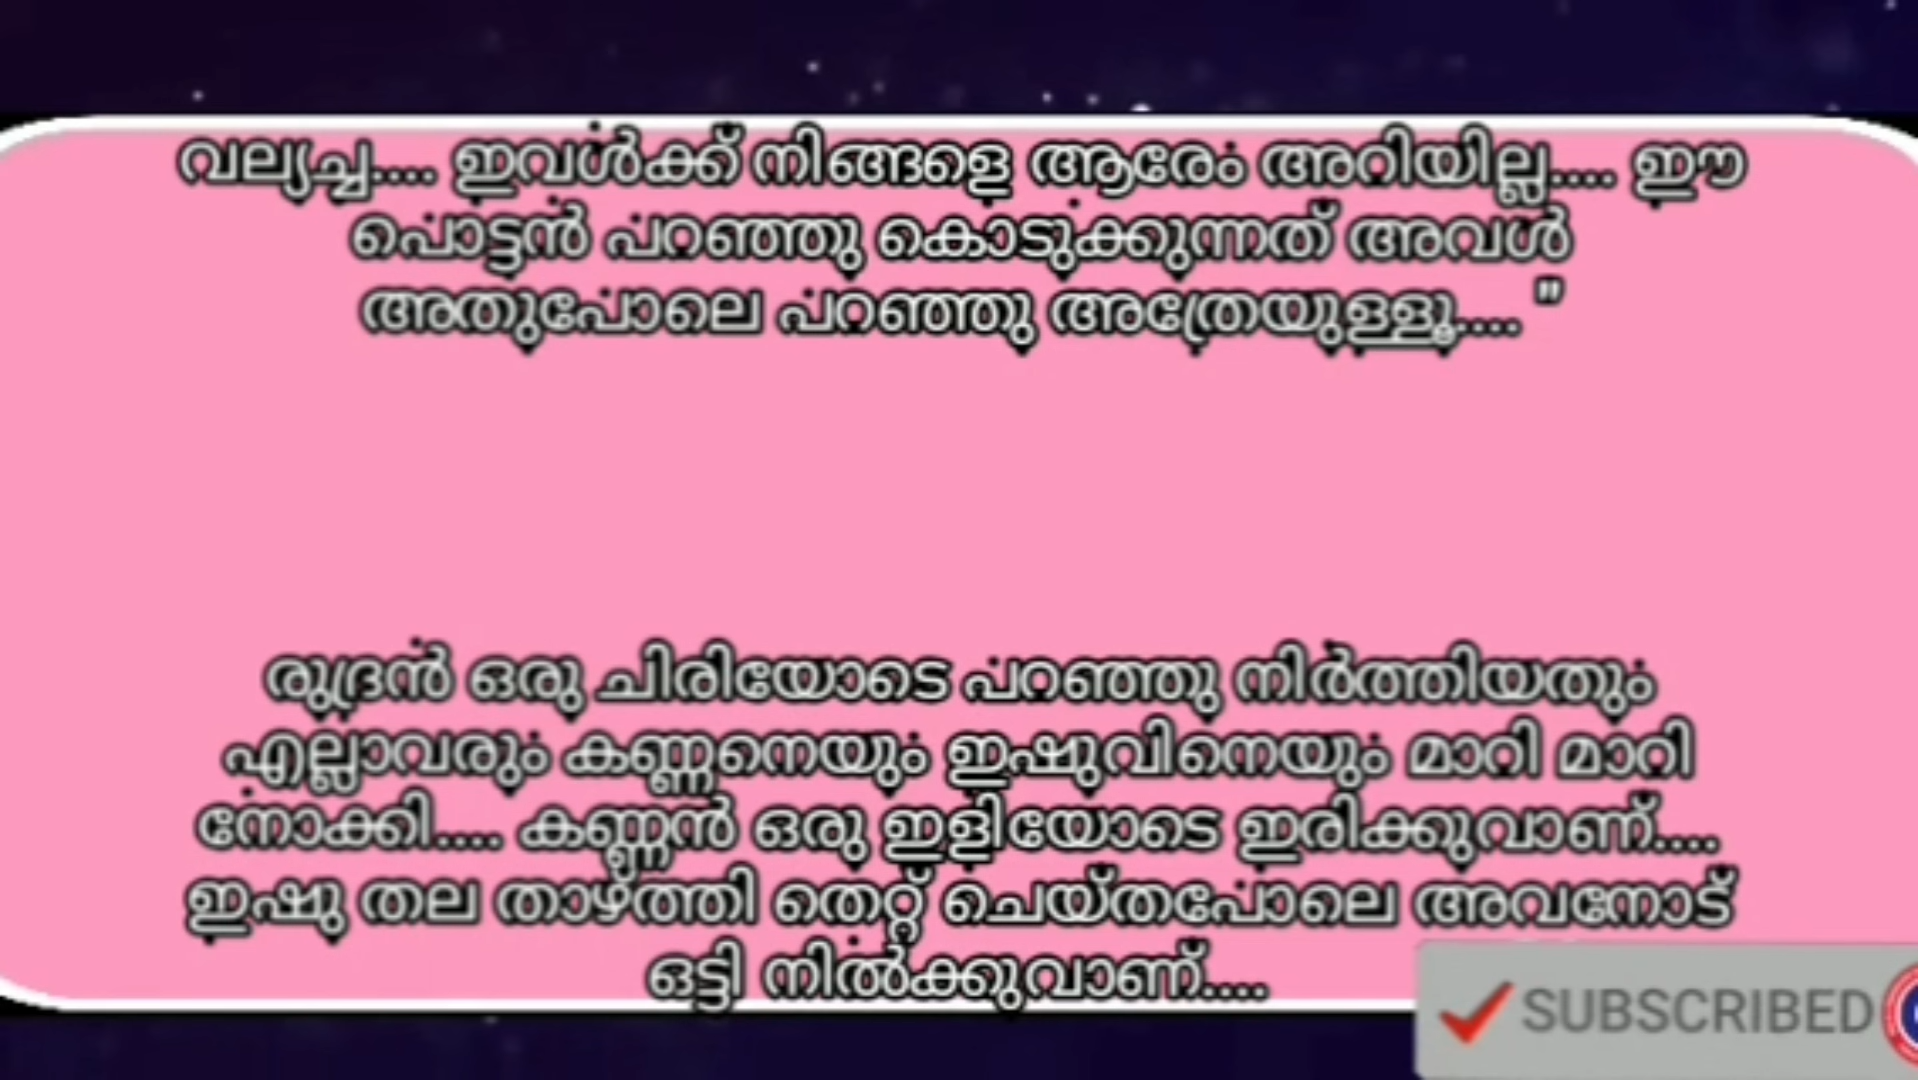 വല്യച്ഛ.... ഇവൾക്ക് നിങ്ങളെ ആരേം അറിയില്ല.... ഈ
പൊട്ടൻ പറഞ്ഞു കൊടുക്കുന്നത് അവൾ
അതുപോലെ പറഞ്ഞു അത്രേയുള്ളൂ.... "
രുദ്രൻ ഒരു ചിരിയോടെ പറഞ്ഞു നിർത്തിയതും
എല്ലാവരും കണ്ണനെയും ഇഷുവിനെയും മാറി മാറി
നോക്കി.... കണ്ണൻ ഒരു ഇളിയോടെ ഇരിക്കുവാണ്....
ഇഷു തല താഴ്ത്തി തെറ്റ് ചെയ്തപോലെ അവനോട്
ഒട്ടി നിൽക്കുവാണ്....
SUBSCRIBED